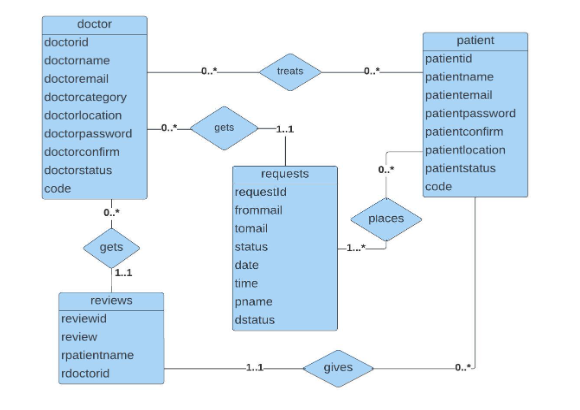 doctor
doctorid
doctorname
doctoremail
doctorcategory
doctorlocation
doctorpassword
doctorconfirm
doctorstatus
code
0..*
treats
0..*
patient
patientid
patientname
patientemail
patientpassword
patientconfirm
patientlocation
patientstatus
code
0..*
gets
1..1
requests
requestId
frommail
tomail
status
date
time
pname
dstatus
0..*
places
1...*
0..*
gets
1..1
reviews
reviewid
review
rpatientname
rdoctorid
1..1
gives
0..*